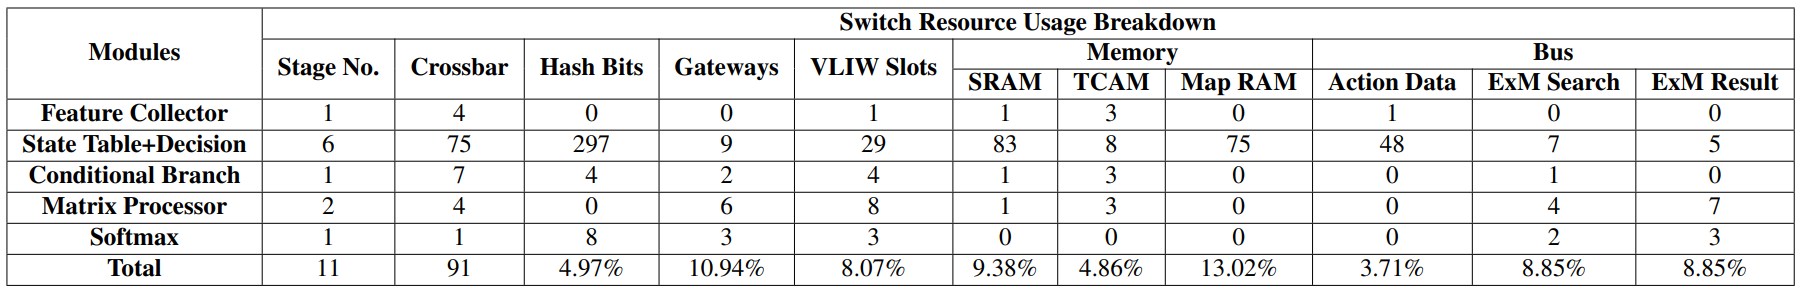 Switch Resource Usage Breakdown
Modules Stage No. Crossbar Hash Bits Gateways VLIW Slots Memory Bus
SRAM TCAM Map RAM Action Data ExM Search ExM Result
Feature Collector 1 4 0 0 1 1 3 0 1 0 0
State Table+Decision 6 75 297 9 29 83 8 75 48 7 5
Conditional Branch 1 7 4 2 4 1 3 0 0 1 0
Matrix Processor 2 4 0 6 8 1 3 0 0 4 7
Softmax 1 1 8 3 3 0 0 0 0 2 3
Total 11 91 4.97% 10.94% 8.07% 9.38% 4.86% 13.02% 3.71% 8.85% 8.85%